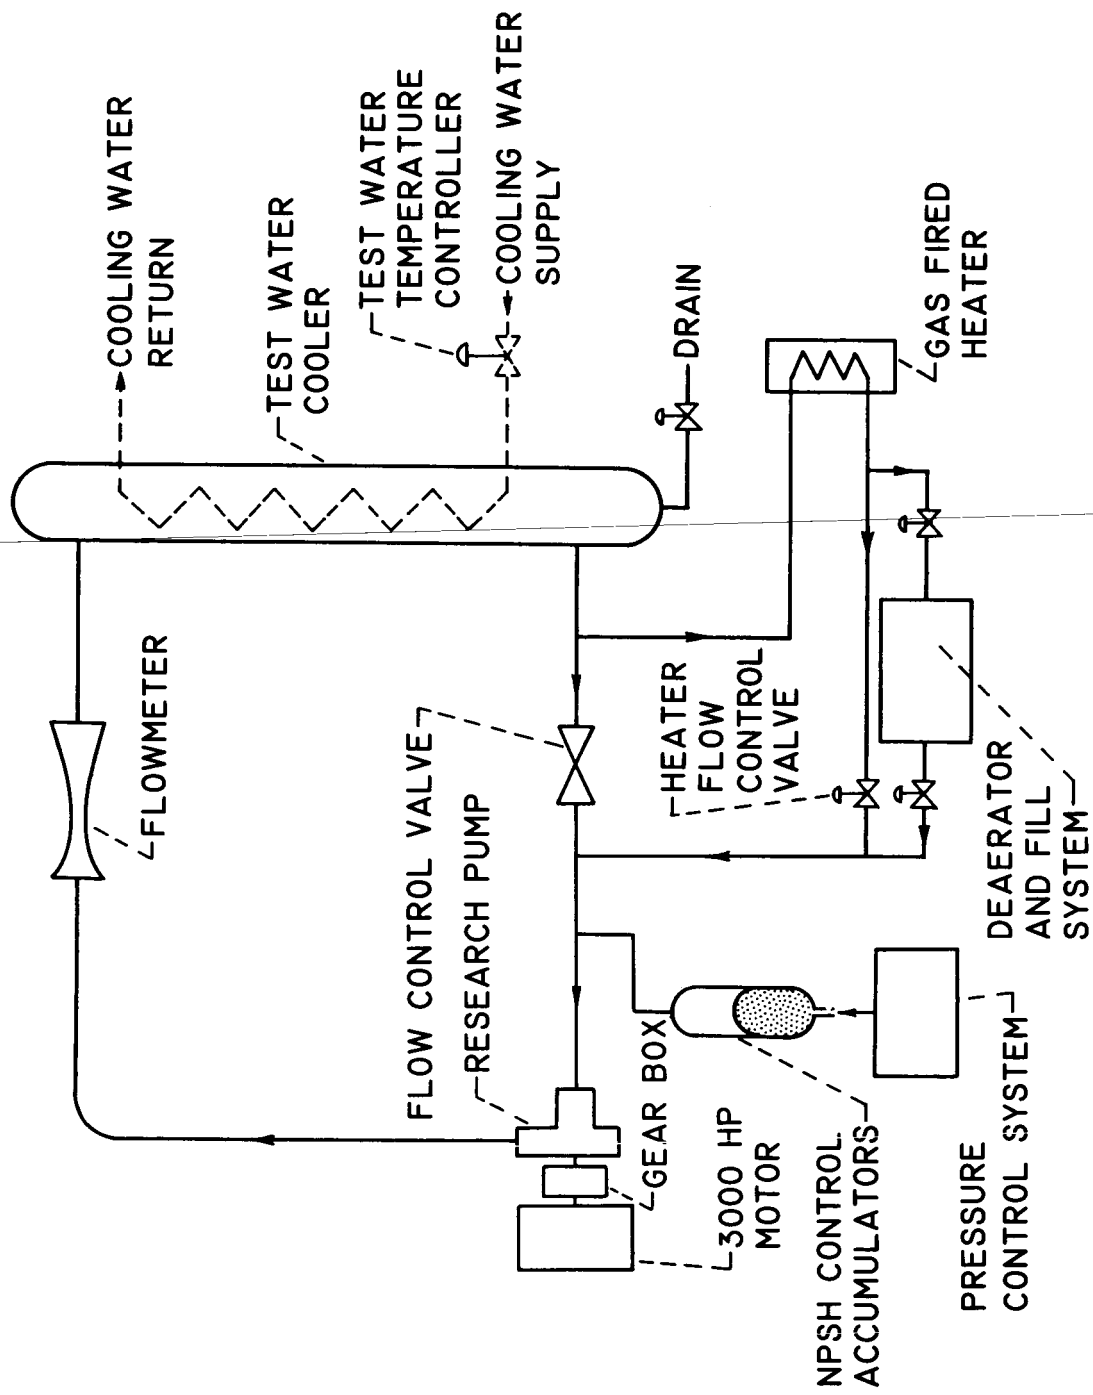 COOLING WATER
RETURN
TEST WATER
COOLER
TEST WATER
TEMPERATURE
CONTROLLER
COOLING WATER
SUPPLY
DRAIN
GAS FIRED
HEATER
FLOWMETER
FLOW CONTROL VALVE
RESEARCH PUMP
HEATER
FLOW
CONTROL
VALVE
DEAERATOR
AND FILL
SYSTEM
GEAR BOX
3000 HP
MOTOR
NPSH CONTROL
ACCUMULATORS
PRESSURE
CONTROL SYSTEM